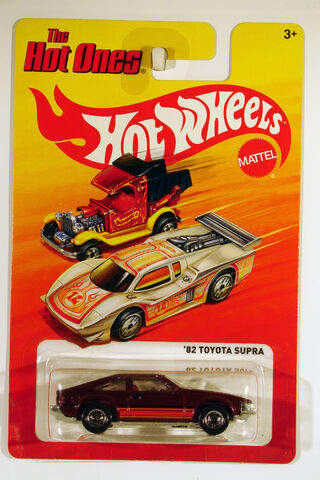 The
Hot Ones®
3+
Hot Wheels®
MATTEL
'82 TOYOTA SUPRA